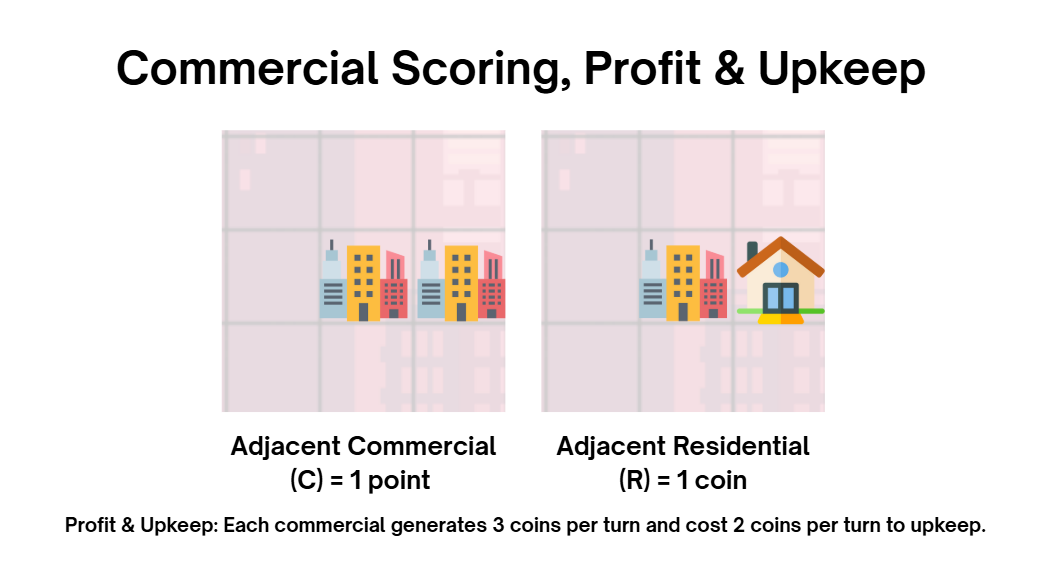 Commercial Scoring, Profit & Upkeep
Adjacent Commercial
(C) = 1 point
Adjacent Residential
(R) = 1 coin
Profit & Upkeep: Each commercial generates 3 coins per turn and cost 2 coins per turn to upkeep.